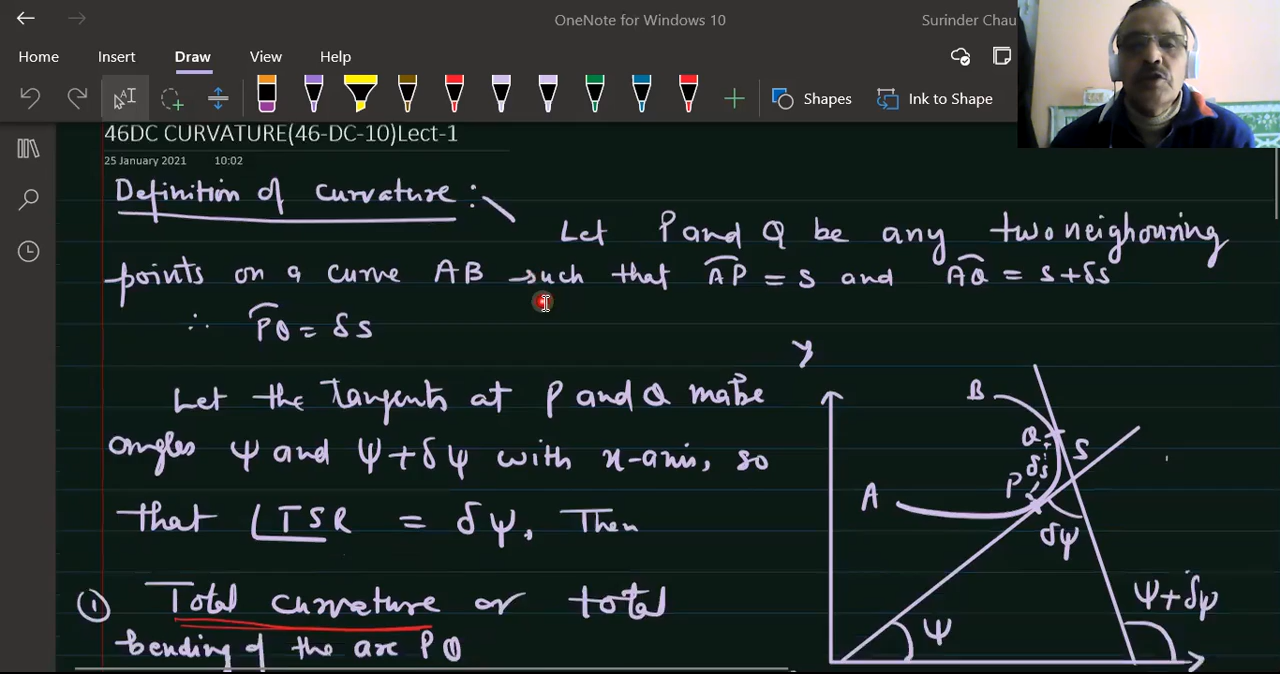 OneNote for Windows 10
Surinder Chau
Home Insert Draw View Help
Shapes
Ink to Shape
46DC CURVATURE(46-DC-10)Lect-1
25 January 2021 10:02
Definition of curvature :
Let P and Q be any two neighouring
points on a curve AB such that AP = s and AQ = s+δs
∴ PQ = δs
Let the Tangents at P and Q make
angles ψ and ψ+δψ with x-axis, so
that ∠TSR = δψ, Then
① Total curvature or total
bending of the arc PQ
y
B
Q
S
δs
P
A
δψ
ψ+δψ
ψ